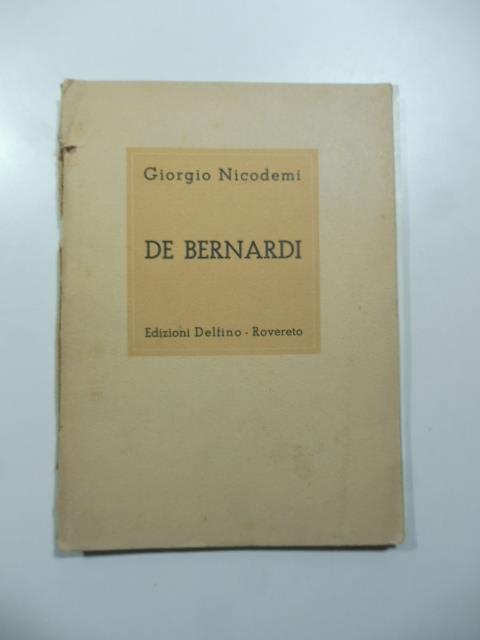 Giorgio Nicodemi
DE BERNARDI
Edizioni Delfino - Rovereto